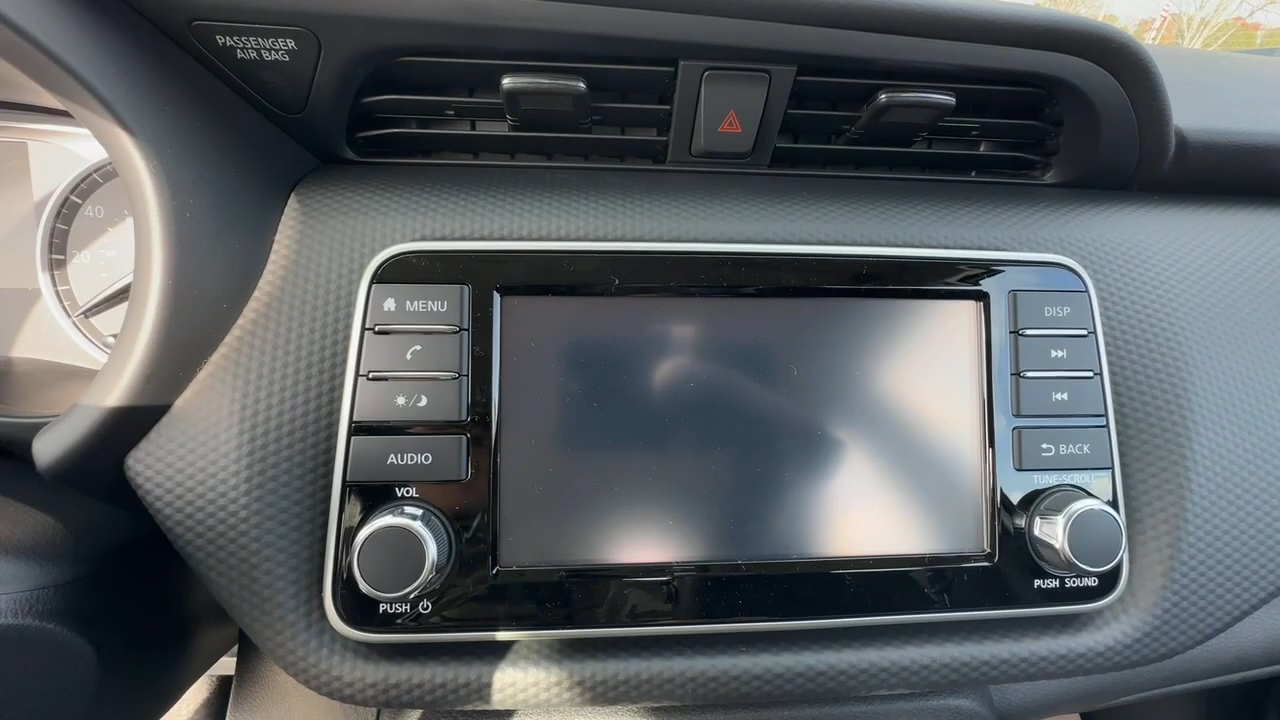 PASSENGER
AIR BAG
40
20
MENU
AUDIO
VOL
PUSH
DISP
BACK
TUNE·SCROLL
PUSH SOUND